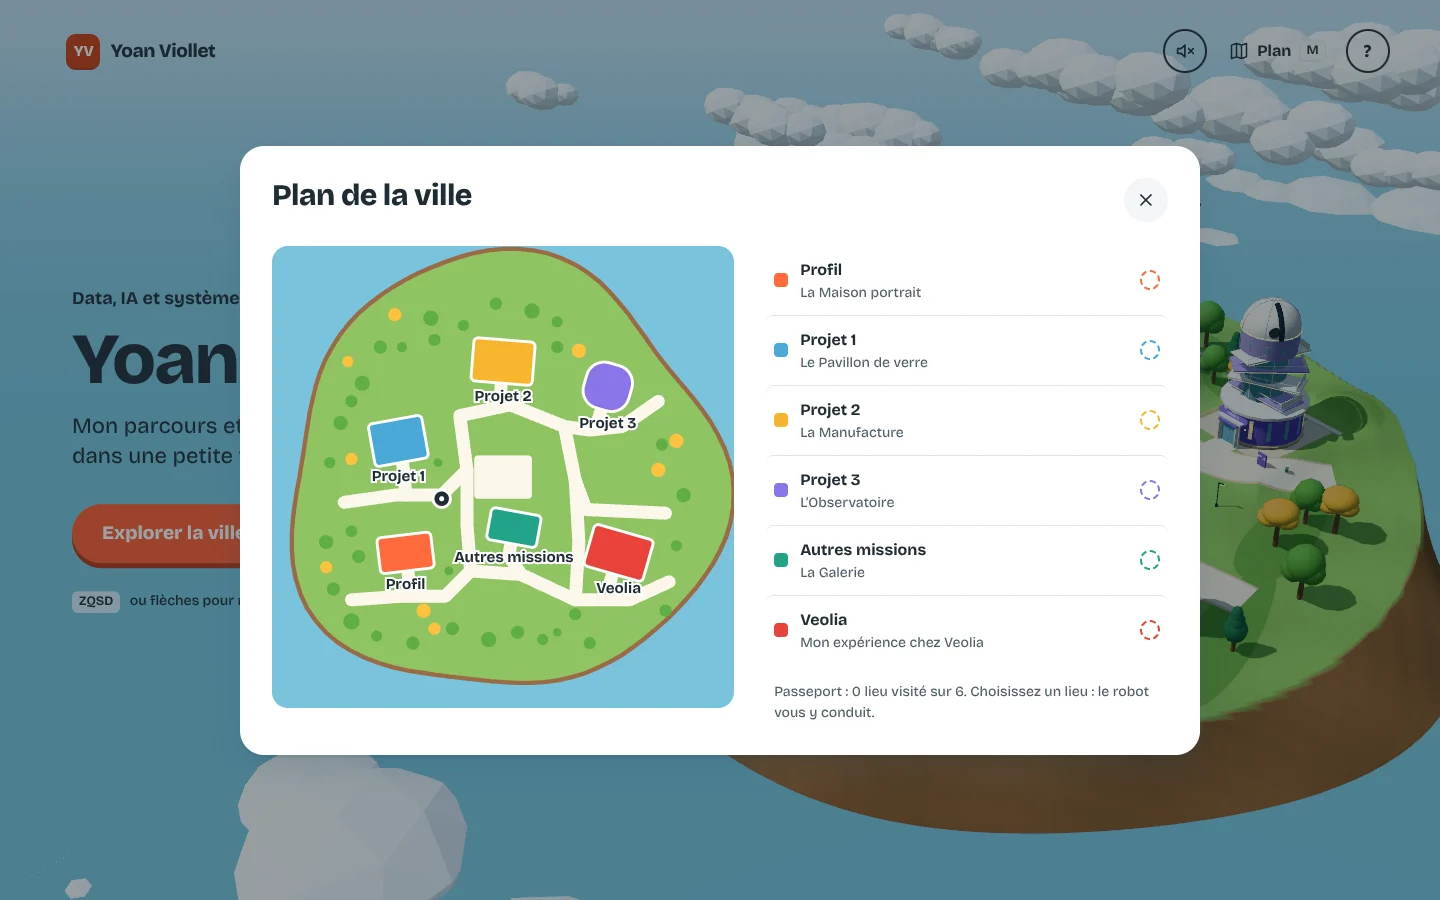 YV Yoan Viollet
Plan M ?
Plan de la ville
Data, IA et système
Yoan
Mon parcours et
dans une petite
Explorer la ville
ZQSD ou flèches pour
Projet 2
Projet 3
Projet 1
Autres missions
Profil
Veolia
Profil
La Maison portrait
Projet 1
Le Pavillon de verre
Projet 2
La Manufacture
Projet 3
L'Observatoire
Autres missions
La Galerie
Veolia
Mon expérience chez Veolia
Passeport : 0 lieu visité sur 6. Choisissez un lieu : le robot
vous y conduit.